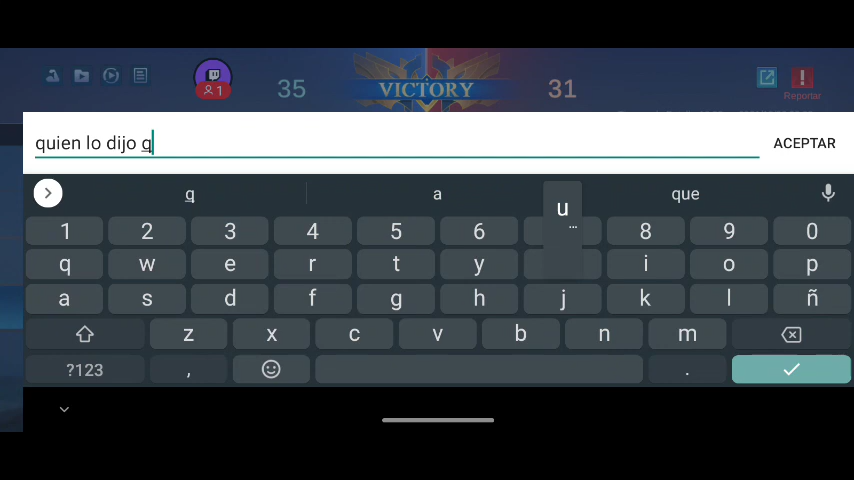 1
35
VICTORY
31
Reportar
quien lo dijo q
ACEPTAR
q a que
u
...
1 2 3 4 5 6 8 9 0
q w e r t y i o p
a s d f g h j k l ñ
z x c v b n m
?123 , .